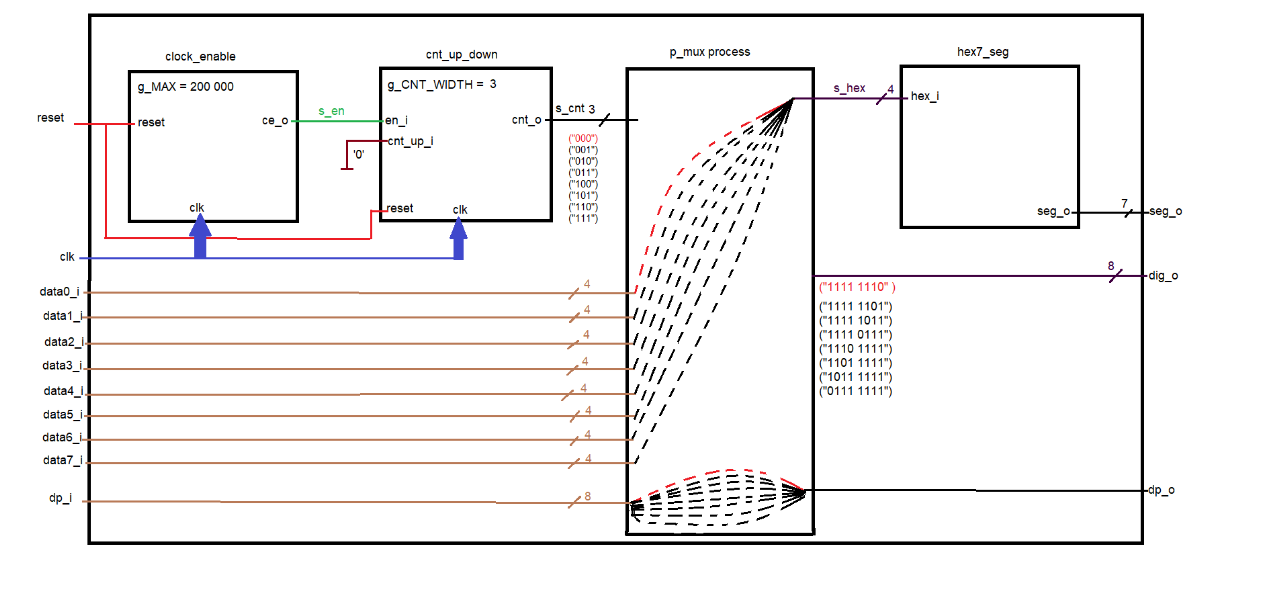 clock_enable
cnt_up_down
p_mux process
hex7_seg
g_MAX = 200 000
g_CNT_WIDTH = 3
s_hex
4
hex_i
reset
reset
ce_o
s_en
en_i
cnt_o
s_cnt 3
cnt_up_i
'0'
("000")
("001")
("010")
("011")
("100")
("101")
("110")
("111")
clk
reset
clk
seg_o
7
seg_o
clk
8
dig_o
("1111 1110" )
("1111 1101")
("1111 1011")
("1111 0111")
("1110 1111")
("1101 1111")
("1011 1111")
("0111 1111")
data0_i
4
data1_i
4
data2_i
4
data3_i
4
data4_i
4
data5_i
4
data6_i
4
data7_i
4
dp_i
8
dp_o